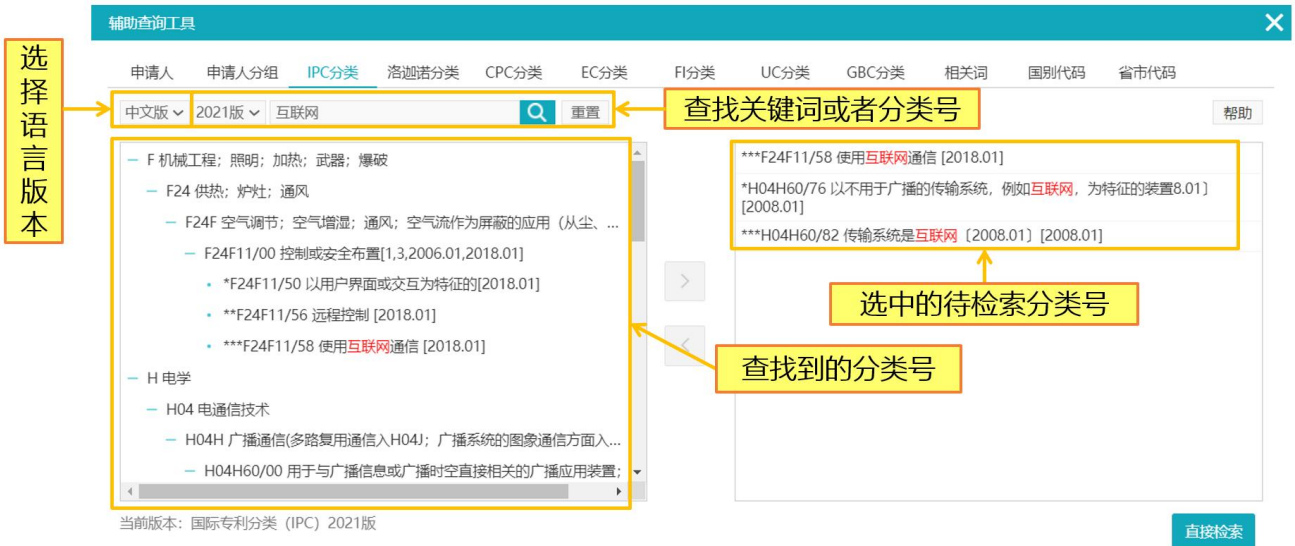 辅助查询工具
选择语言版本
申请人 申请人分组 IPC分类 洛迦诺分类 CPC分类 EC分类 FI分类 UC分类 GBC分类 相关词 国别代码 省市代码
中文版 2021版 互联网 重置
查找关键词或者分类号
帮助
F 机械工程；照明；加热；武器；爆破
F24 供热；炉灶；通风
F24F 空气调节；空气增湿；通风；空气流作为屏蔽的应用（从尘、...
F24F11/00 控制或安全布置[1,3,2006.01,2018.01]
*F24F11/50 以用户界面或交互为特征的[2018.01]
**F24F11/56 远程控制 [2018.01]
***F24F11/58 使用互联网通信 [2018.01]
H 电学
H04 电通信技术
H04H 广播通信(多路复用通信入H04J；广播系统的图象通信方面入...
H04H60/00 用于与广播信息或广播时空直接相关的广播应用装置；
***F24F11/58 使用互联网通信 [2018.01]
*H04H60/76 以不用于广播的传输系统，例如互联网，为特征的装置8.01〕
[2008.01]
***H04H60/82 传输系统是互联网〔2008.01〕[2008.01]
选中的待检索分类号
查找到的分类号
当前版本：国际专利分类（IPC）2021版
直接检索